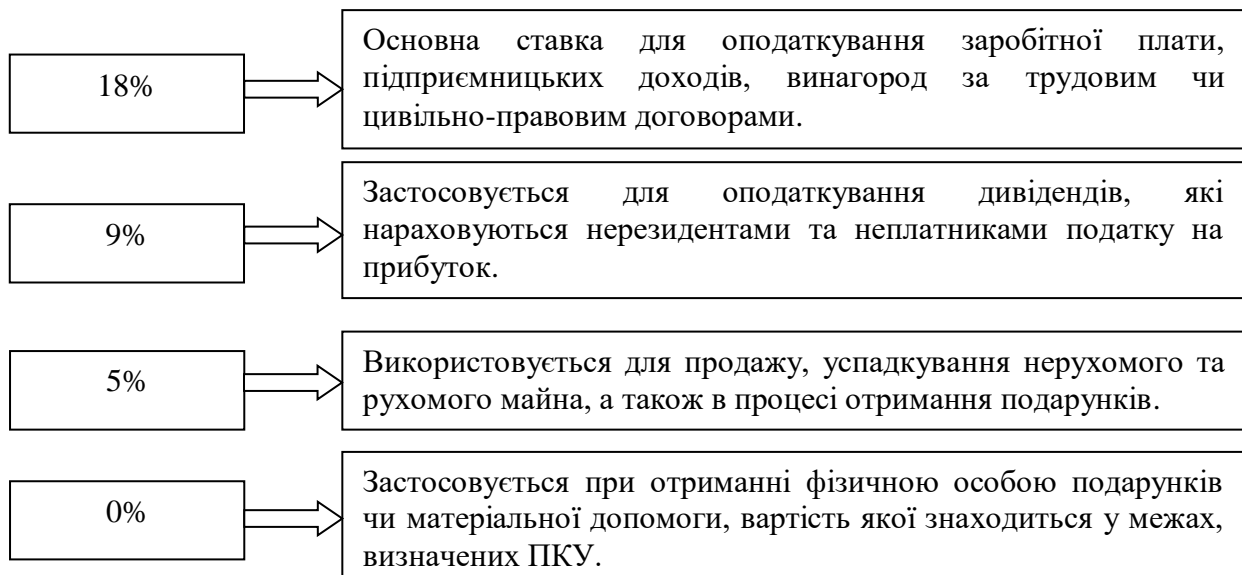 18%
Основна ставка для оподаткування заробітної плати,
підприємницьких доходів, винагород за трудовим чи
цивільно-правовим договорами.
9%
Застосовується для оподаткування дивідендів, які
нараховуються нерезидентами та неплатниками податку на
прибуток.
5%
Використовується для продажу, успадкування нерухомого та
рухомого майна, а також в процесі отримання подарунків.
0%
Застосовується при отриманні фізичною особою подарунків
чи матеріальної допомоги, вартість якої знаходиться у межах,
визначених ПКУ.